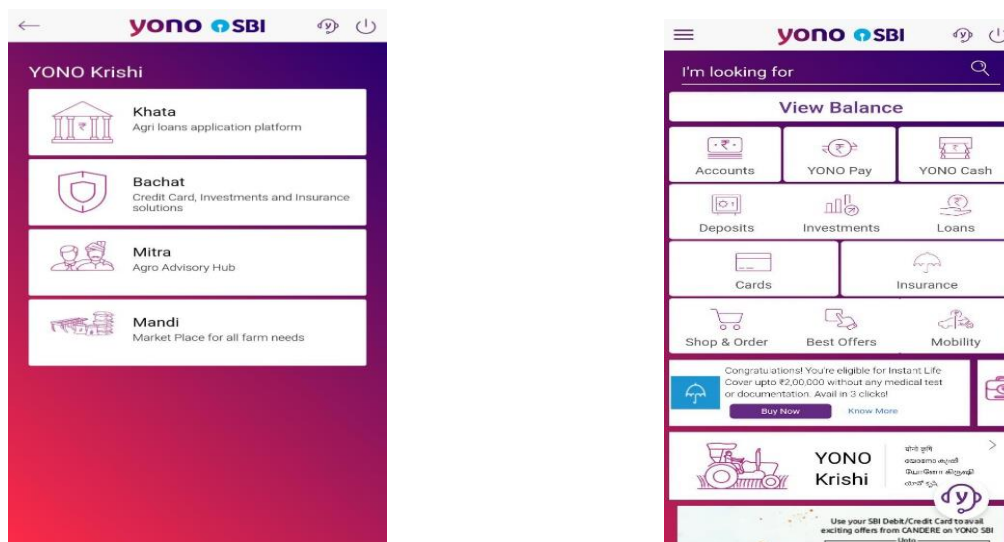 yono SBI
YONO Krishi
Khata
Agri loans application platform
Bachat
Credit Card, Investments and Insurance
solutions
Mitra
Agro Advisory Hub
Mandi
Market Place for all farm needs
yono SBI
I'm looking for
View Balance
Accounts
YONO Pay
YONO Cash
Deposits
Investments
Loans
Cards
Insurance
Shop & Order
Best Offers
Mobility
Congratulations! You're eligible for Instant Life
Cover upto ₹2,00,000 without any medical test
or documentation. Avail in 3 clicks!
Buy Now
Know More
YONO
Krishi
योनो कृषि
Use your SBI Debit/Credit Card to avail
exciting offers from CANDERE on YONO SBI
Upto